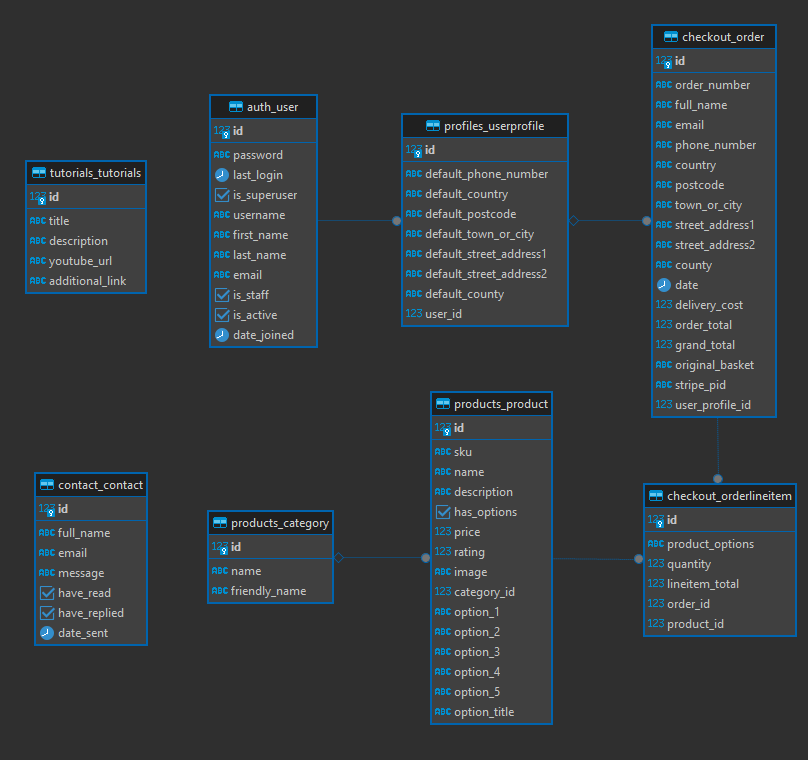 checkout_order
123 id
ABC order_number
ABC full_name
ABC email
ABC phone_number
ABC country
ABC postcode
ABC town_or_city
ABC street_address1
ABC street_address2
ABC county
date
123 delivery_cost
123 order_total
123 grand_total
ABC original_basket
ABC stripe_pid
123 user_profile_id
auth_user
123 id
ABC password
last_login
is_superuser
ABC username
ABC first_name
ABC last_name
ABC email
is_staff
is_active
date_joined
profiles_userprofile
123 id
ABC default_phone_number
ABC default_country
ABC default_postcode
ABC default_town_or_city
ABC default_street_address1
ABC default_street_address2
ABC default_county
123 user_id
tutorials_tutorials
123 id
ABC title
ABC description
ABC youtube_url
ABC additional_link
products_product
123 id
ABC sku
ABC name
ABC description
has_options
123 price
123 rating
ABC image
123 category_id
ABC option_1
ABC option_2
ABC option_3
ABC option_4
ABC option_5
ABC option_title
contact_contact
123 id
ABC full_name
ABC email
ABC message
have_read
have_replied
date_sent
products_category
123 id
ABC name
ABC friendly_name
checkout_orderlineitem
123 id
ABC product_options
123 quantity
123 lineitem_total
123 order_id
123 product_id